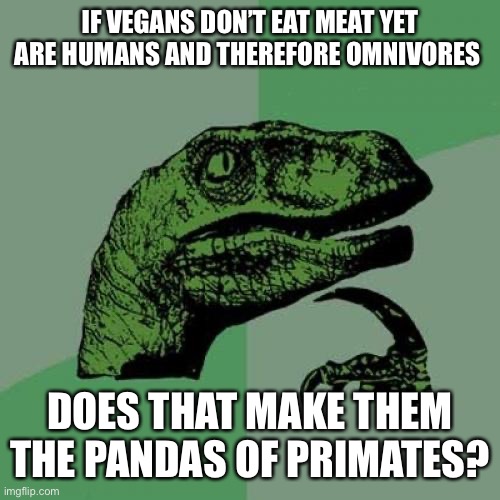 IF VEGANS DON'T EAT MEAT YET
ARE HUMANS AND THEREFORE OMNIVORES
DOES THAT MAKE THEM
THE PANDAS OF PRIMATES?
imgflip.com